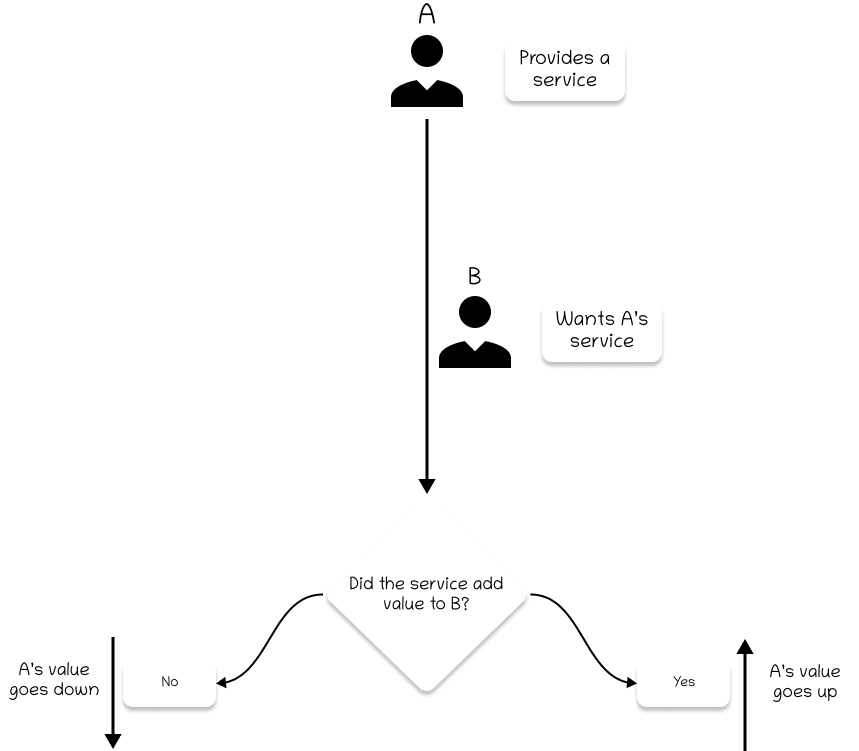 A
Provides a
service
B
Wants A's
service
Did the service add
value to B?
A's value
goes down
No
Yes
A's value
goes up